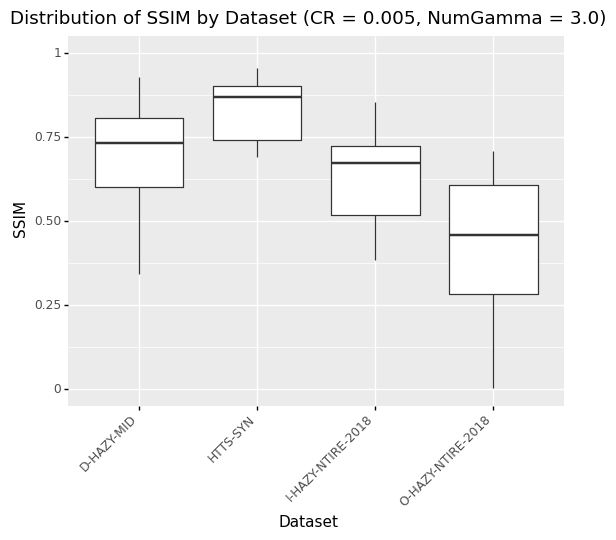 Distribution of SSIM by Dataset (CR = 0.005, NumGamma = 3.0)
1
0.75
0.50
0.25
0
SSIM
D-HAZY-MID
HTTS-SYN
I-HAZY-NTIRE-2018
O-HAZY-NTIRE-2018
Dataset